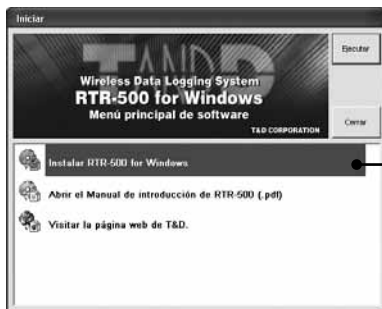 Iniciar
TAND
Wireless Data Logging System
RTR-500 for Windows
Menú principal de software
T&D CORPORATION
Ejecutar
Cerrar
Instalar RTR-500 for Windows
Abrir el Manual de introducción de RTR-500 (.pdf)
Visitar la página web de T&D.